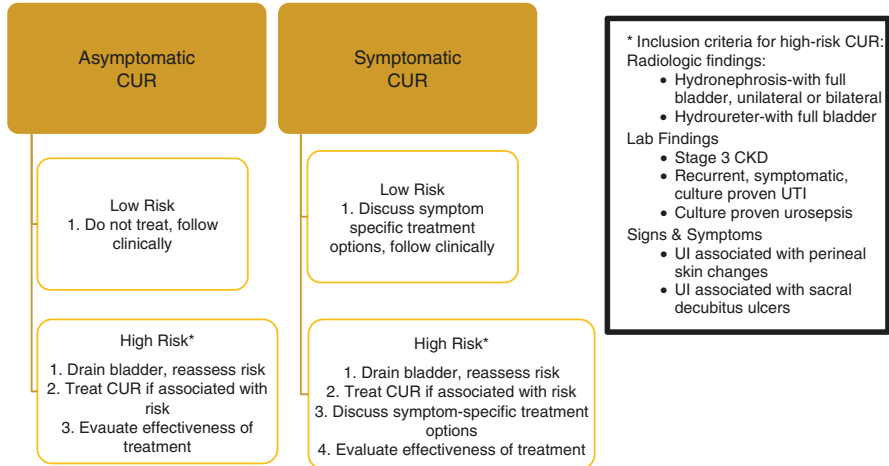 Asymptomatic
CUR
Low Risk
1. Do not treat, follow
clinically
High Risk*
1. Drain bladder, reassess risk
2. Treat CUR if associated with
risk
3. Evauate effectiveness of
treatment
Symptomatic
CUR
Low Risk
1. Discuss symptom
specific treatment
options, follow clinically
High Risk*
1. Drain bladder, reassess risk
2. Treat CUR if associated with risk
3. Discuss symptom-specific treatment
options
4. Evaluate effectiveness of treatment
* Inclusion criteria for high-risk CUR:
Radiologic findings:
• Hydronephrosis-with full
bladder, unilateral or bilateral
• Hydroureter-with full bladder
Lab Findings
• Stage 3 CKD
• Recurrent, symptomatic,
culture proven UTI
• Culture proven urosepsis
Signs & Symptoms
• UI associated with perineal
skin changes
• UI associated with sacral
decubitus ulcers